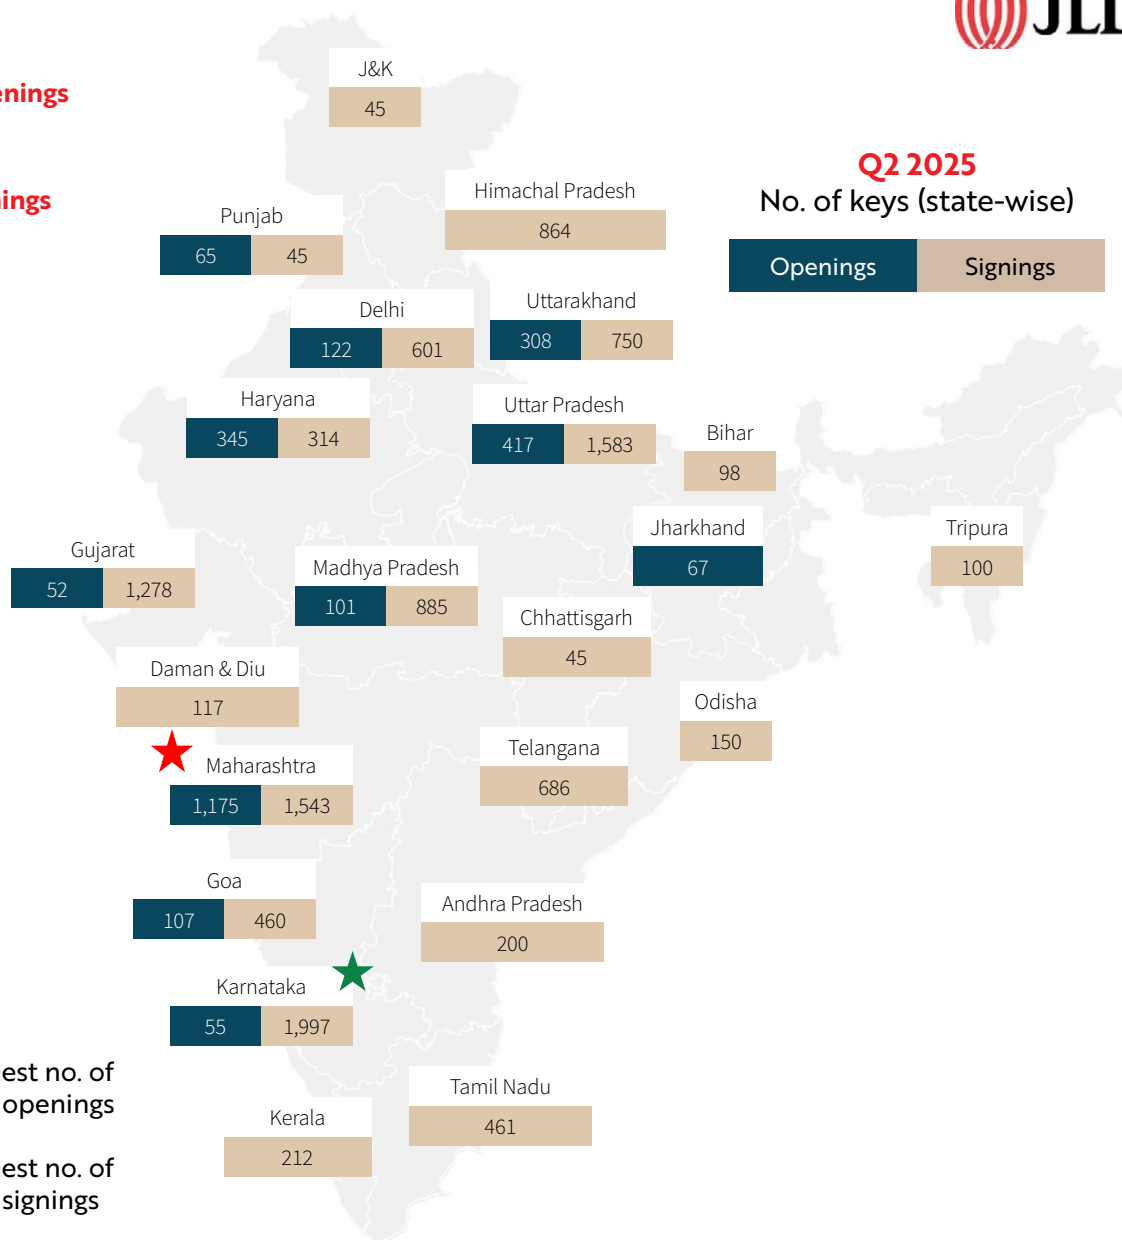 JLL
enings
J&K
45
nings
Q2 2025
No. of keys (state-wise)
Openings Signings
Himachal Pradesh
864
Punjab
65 45
Delhi
122 601
Uttarakhand
308 750
Haryana
345 314
Uttar Pradesh
417 1,583
Bihar
98
Jharkhand
67
Tripura
100
Gujarat
52 1,278
Madhya Pradesh
101 885
Chhattisgarh
45
Daman & Diu
117
Odisha
150
Telangana
686
Maharashtra
1,175 1,543
Goa
107 460
Andhra Pradesh
200
Karnataka
55 1,997
est no. of
openings
Tamil Nadu
461
Kerala
212
est no. of
signings